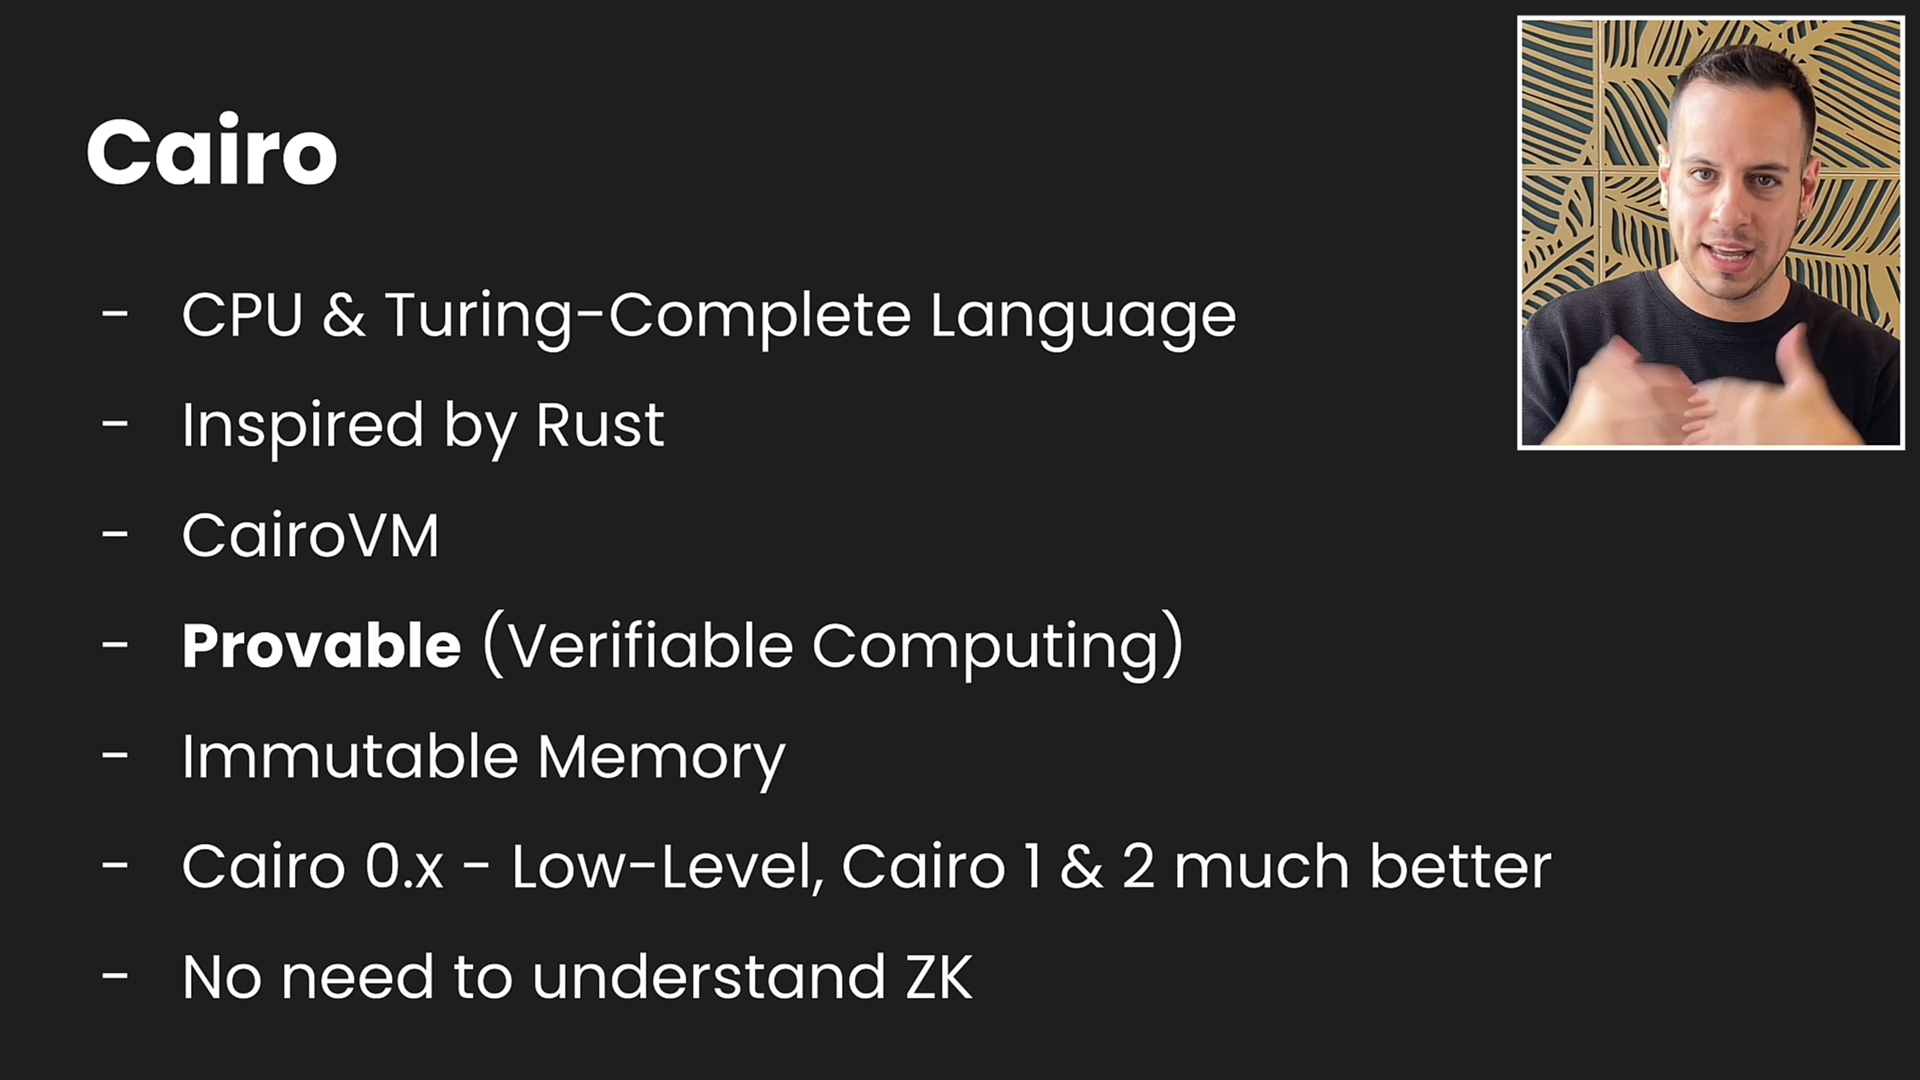 Cairo
- CPU & Turing-Complete Language
- Inspired by Rust
- CairoVM
- Provable (Verifiable Computing)
- Immutable Memory
- Cairo 0.x - Low-Level, Cairo 1 & 2 much better
- No need to understand ZK